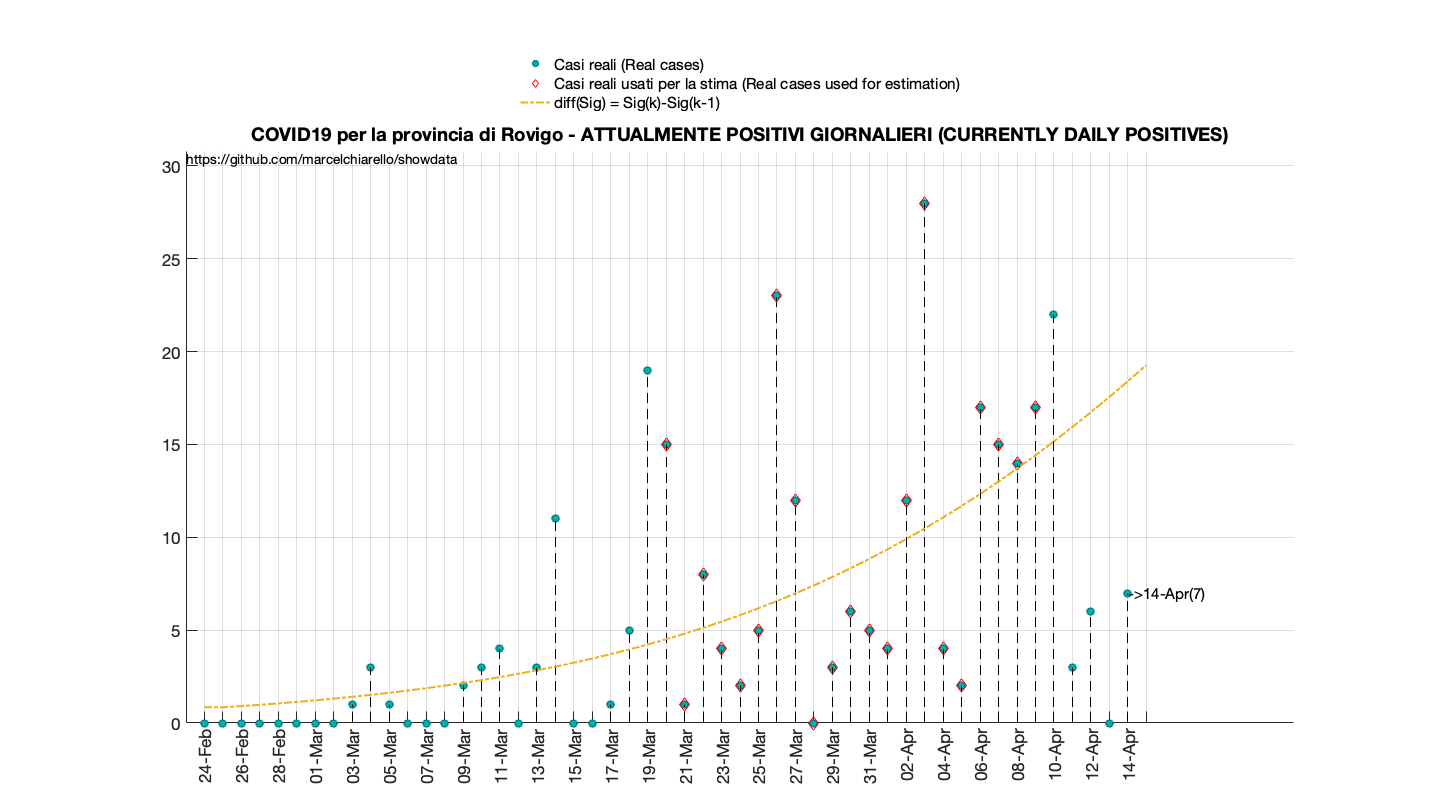 Casi reali (Real cases)
Casi reali usati per la stima (Real cases used for estimation)
diff(Sig) = Sig(k)-Sig(k-1)
COVID19 per la provincia di Rovigo - ATTUALMENTE POSITIVI GIORNALIERI (CURRENTLY DAILY POSITIVES)
https://github.com/marcelchiarello/showdata
30
25
20
15
10
5
0
->14-Apr(7)
24-Feb
26-Feb
28-Feb
01-Mar
03-Mar
05-Mar
07-Mar
09-Mar
11-Mar
13-Mar
15-Mar
17-Mar
19-Mar
21-Mar
23-Mar
25-Mar
27-Mar
29-Mar
31-Mar
02-Apr
04-Apr
06-Apr
08-Apr
10-Apr
12-Apr
14-Apr